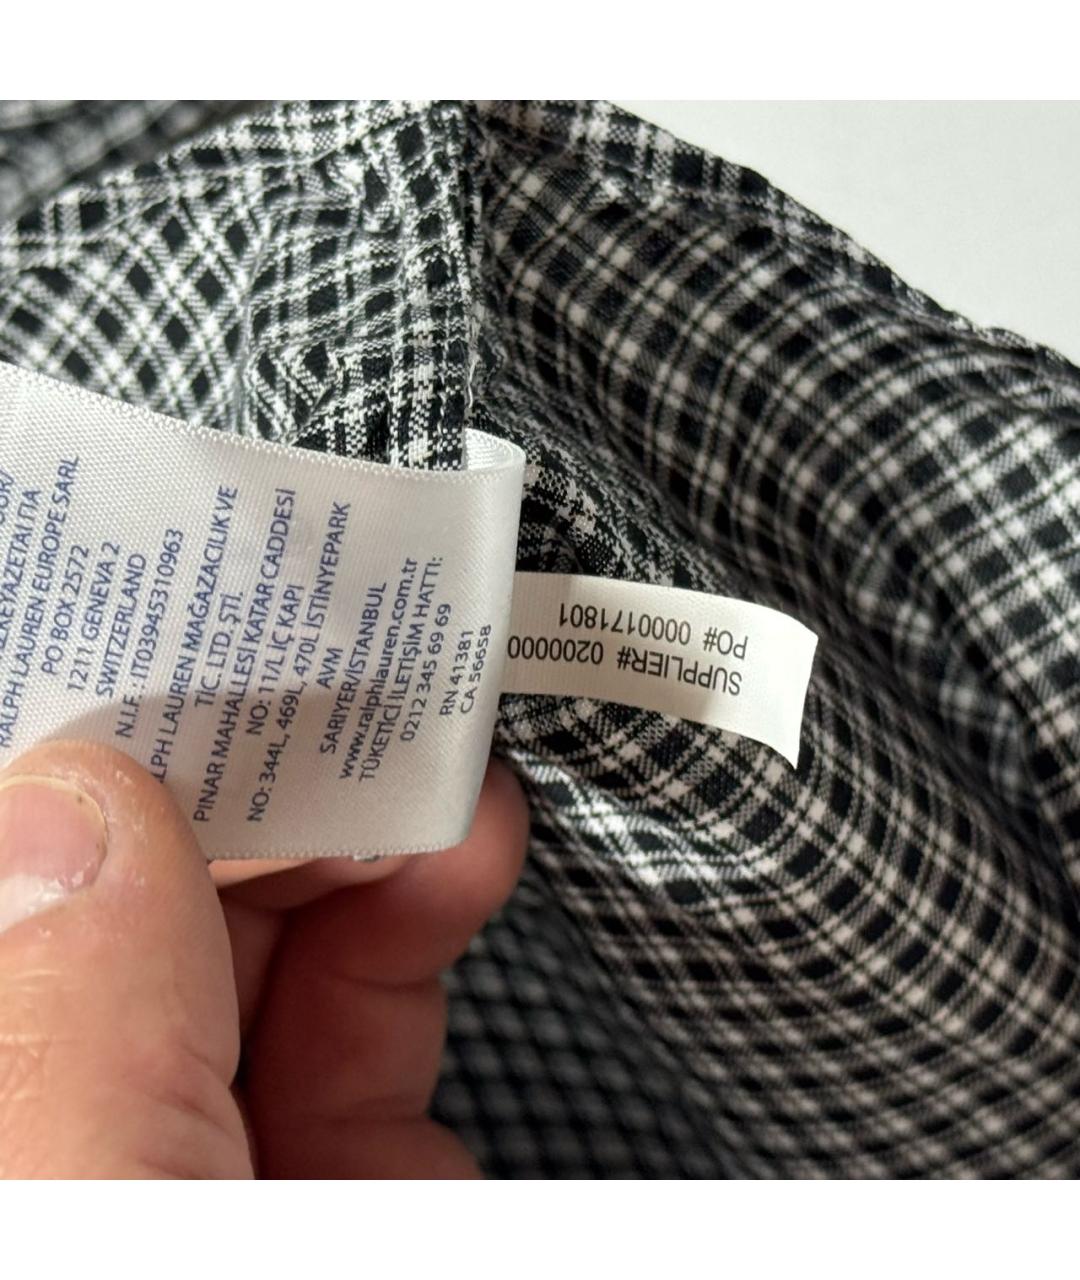 RALPH LAUREN EUROPE SARL
PO BOX 2572
1211 GENEVA 2
SWITZERLAND
N.I.F. : IT03945310963
LPH LAUREN MAĞAZACILIK VE
TİC.LTD. ŞTİ.
PINAR MAHALLESİ KATAR CADDESİ
NO: 11/L İÇ KAPI
NO: 344L, 469L, 470L İSTİNYEPARK
AVM
SARIYER/İSTANBUL
www.ralphlauren.com.tr
TÜKETİCİ İLETİŞİM HATTI:
0212 345 69 69
RN 41381
CA 56658
SUPPLIER# 0200000
PO# 0000171801